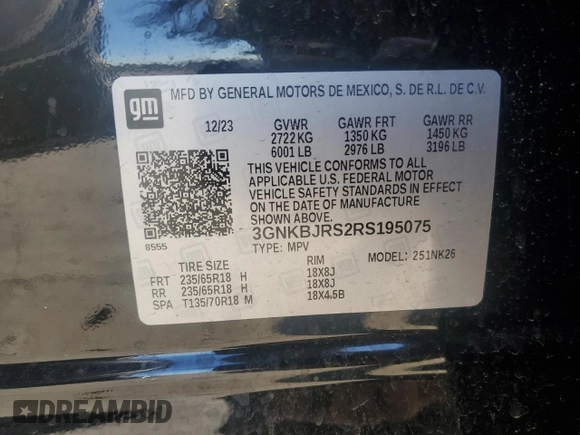 gm
MFD BY GENERAL MOTORS DE MEXICO, S. DE R.L. DE C.V.
12/23 GVWR GAWR FRT GAWR RR
2722 KG 1350 KG 1450 KG
6001 LB 2976 LB 3196 LB
THIS VEHICLE CONFORMS TO ALL
APPLICABLE U.S. FEDERAL MOTOR
VEHICLE SAFETY STANDARDS IN EFFECT
ON THE DATE OF MANUFACTURE
SHOWN ABOVE.
3GNKBJRS2RS195075
8555
TYPE: MPV MODEL: 251NK26
TIRE SIZE RIM
FRT 235/65R18 H 18X8J
RR 235/65R18 H 18X8J
SPA T135/70R18 M 18X4.5B
DREAMBID